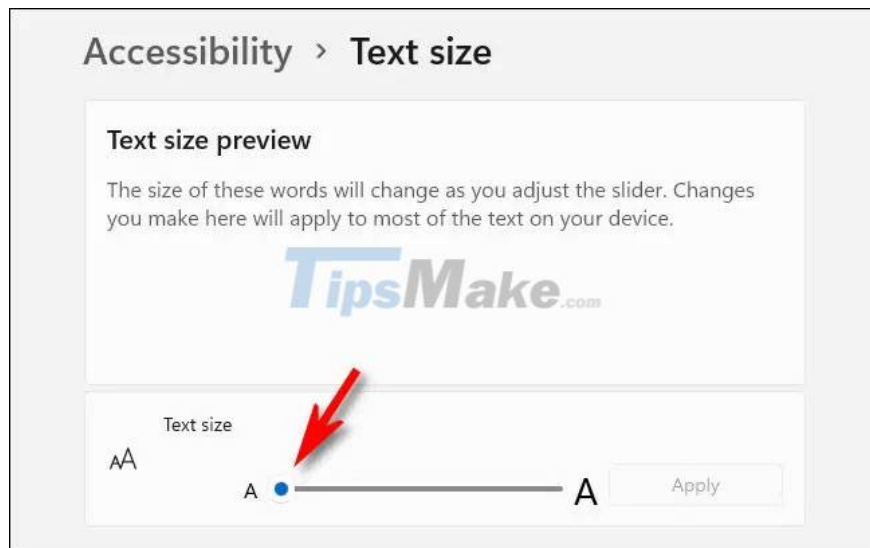 Accessibility > Text size
Text size preview
The size of these words will change as you adjust the slider. Changes
you make here will apply to most of the text on your device.
TipsMake.com
Text size
AA
A A Apply